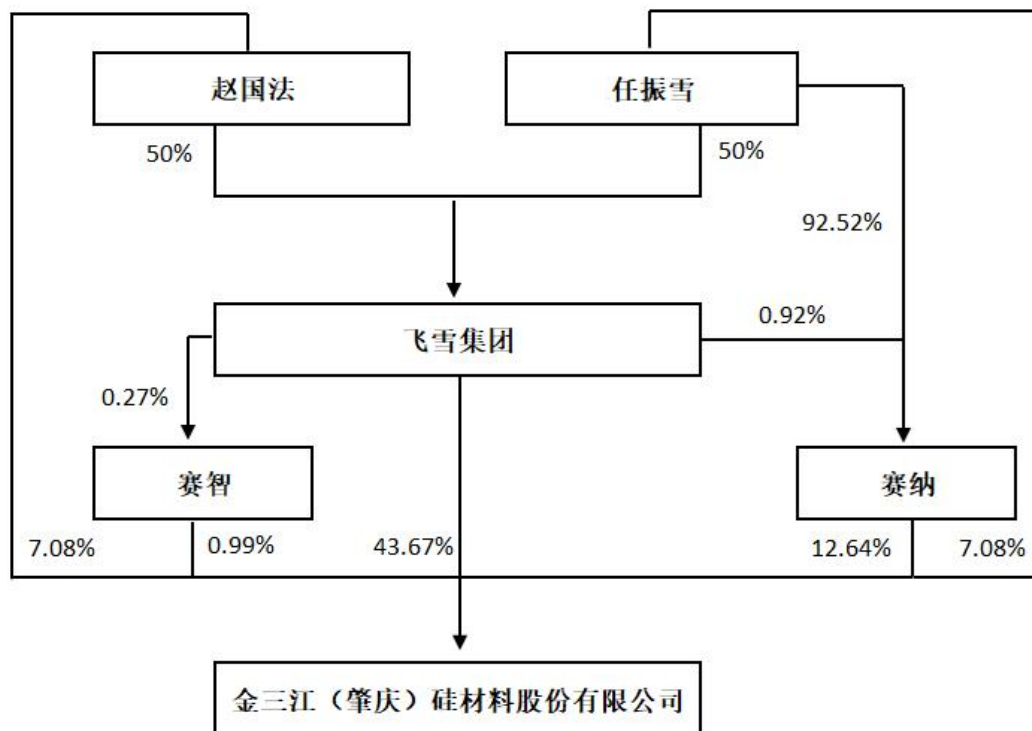 赵国法
任振雪
50%
50%
92.52%
飞雪集团
0.92%
0.27%
赛智
赛纳
7.08%
0.99%
43.67%
12.64%
7.08%
金三江（肇庆）硅材料股份有限公司